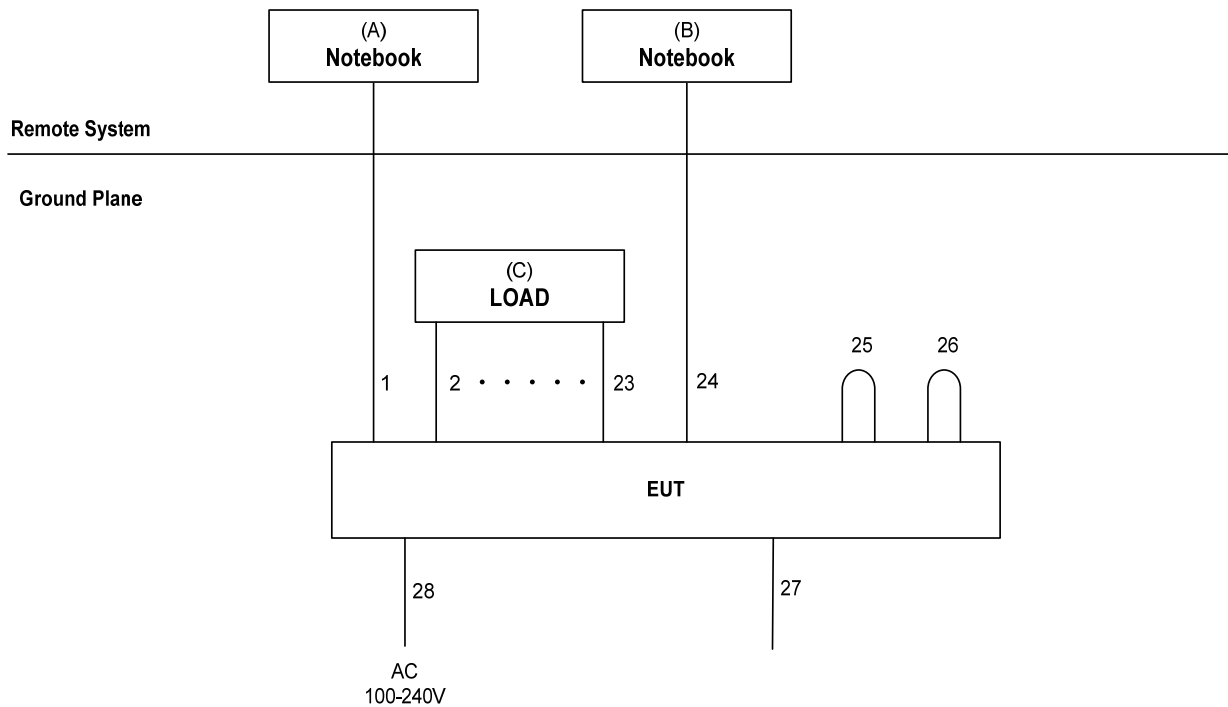 (A)
Notebook
(B)
Notebook
Remote System
Ground Plane
(C)
LOAD
25
26
1
2 · · · · · 23
24
EUT
28
27
AC
100-240V